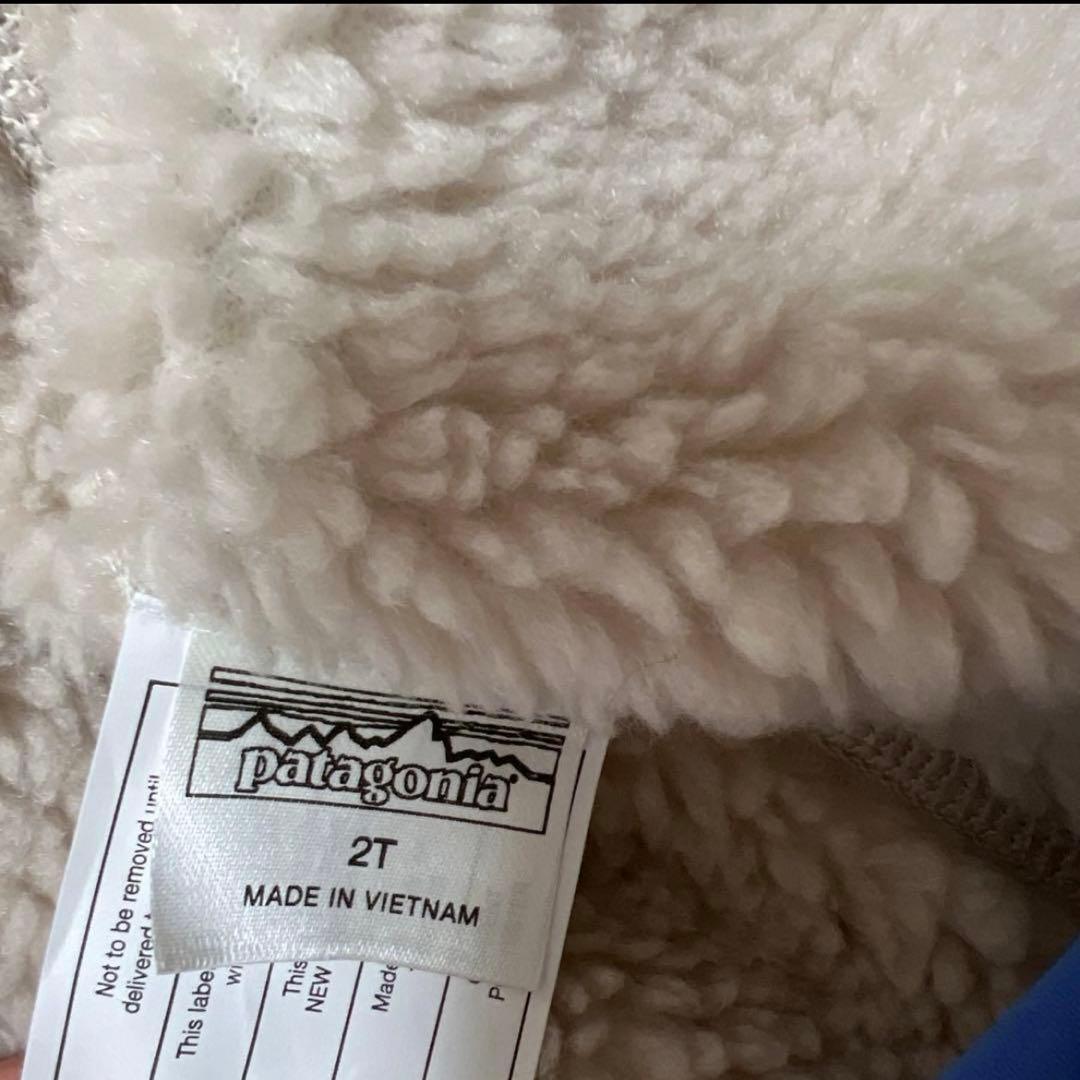 patagonia
2T
MADE IN VIETNAM
Not to be removed until
delivered
This label
This
NEW
Made